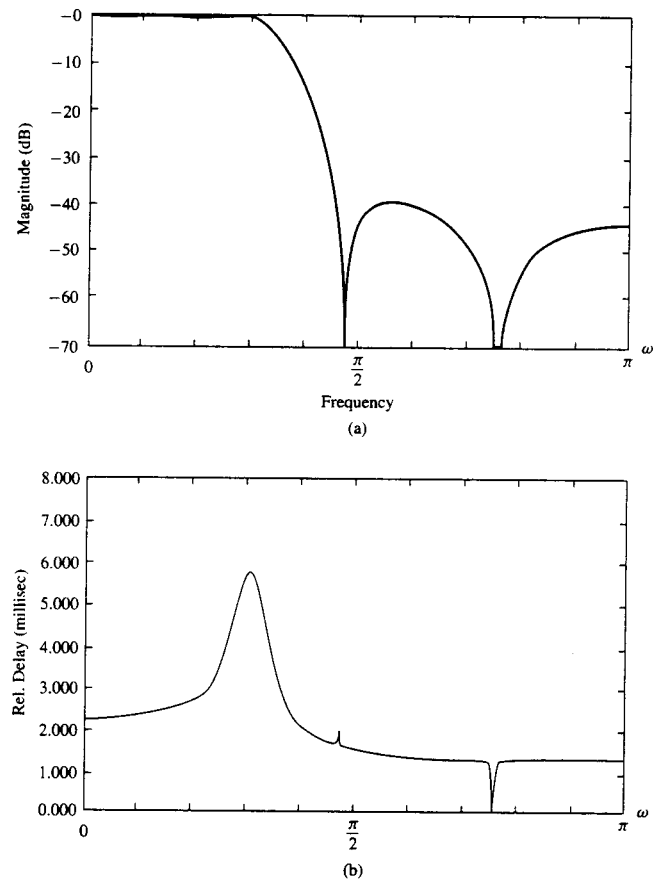 −0
−10
−20
−30
−40
−50
−60
−70
Magnitude (dB)
0
π/2
π
ω
Frequency
(a)
8.000
7.000
6.000
5.000
4.000
3.000
2.000
1.000
0.000
Rel. Delay (millisec)
0
π/2
π
ω
(b)